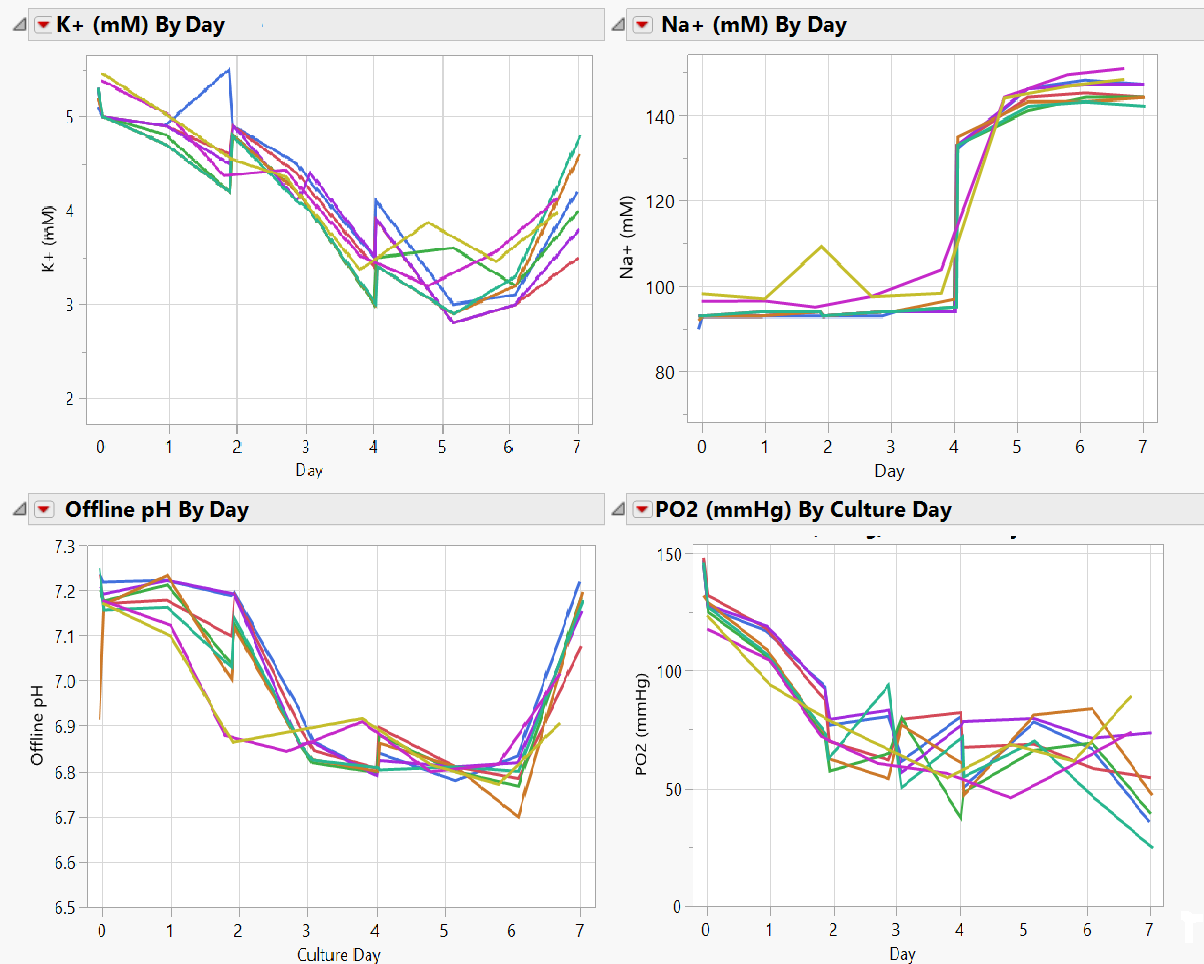 K+ (mM) By Day
Na+ (mM) By Day
5
4
3
2
K+ (mM)
0 1 2 3 4 5 6 7
Day
140
120
100
80
Na+ (mM)
0 1 2 3 4 5 6 7
Day
Offline pH By Day
PO2 (mmHg) By Culture Day
7.3
7.2
7.1
7.0
6.9
6.8
6.7
6.6
6.5
Offline pH
0 1 2 3 4 5 6 7
Culture Day
150
100
50
0
PO2 (mmHg)
0 1 2 3 4 5 6 7
Day